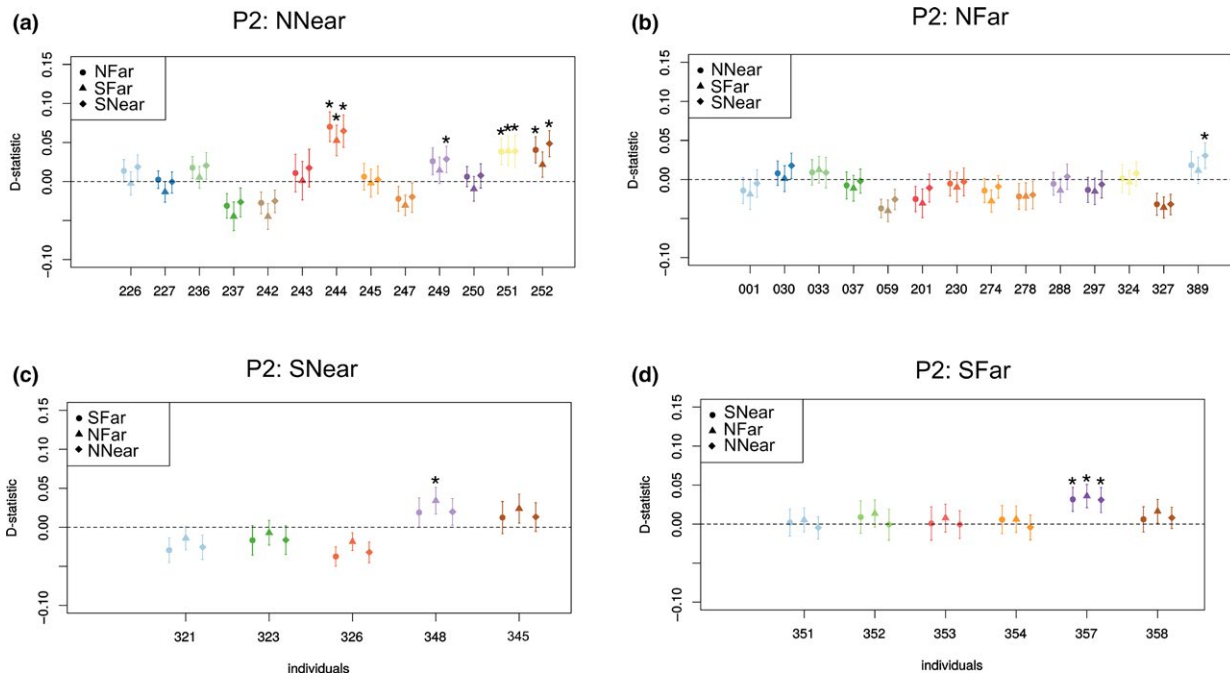 (a)
P2: NNear
NFar
SFar
SNear
D-statistic
0.15
0.10
0.05
0.00
−0.10
* * *
*
* * *
* *
226 227 236 237 242 243 244 245 247 249 250 251 252
(b)
P2: NFar
NNear
SFar
SNear
D-statistic
0.15
0.10
0.05
0.00
−0.10
*
001 030 033 037 059 201 230 274 278 288 297 324 327 389
(c)
P2: SNear
SFar
NFar
NNear
D-statistic
0.15
0.10
0.05
0.00
−0.10
*
321 323 326 348 345
individuals
(d)
P2: SFar
SNear
NFar
NNear
D-statistic
0.15
0.10
0.05
0.00
−0.10
* * *
351 352 353 354 357 358
individuals